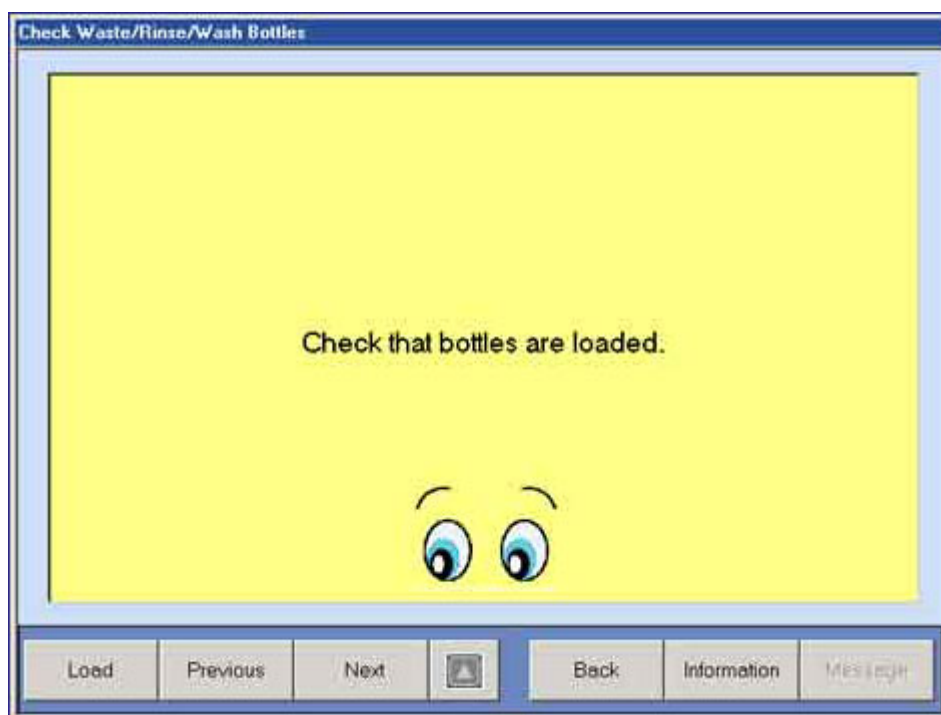 Check Waste/Rinse/Wash Bottles
Check that bottles are loaded.
Load Previous Next Back Information Message